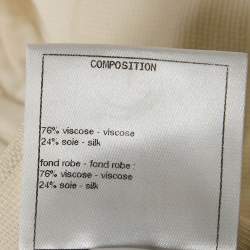 COMPOSITION
76% viscose - viscose
24% soie - silk
fond robe - fond robe :
76% viscose - viscose
24% soie - silk